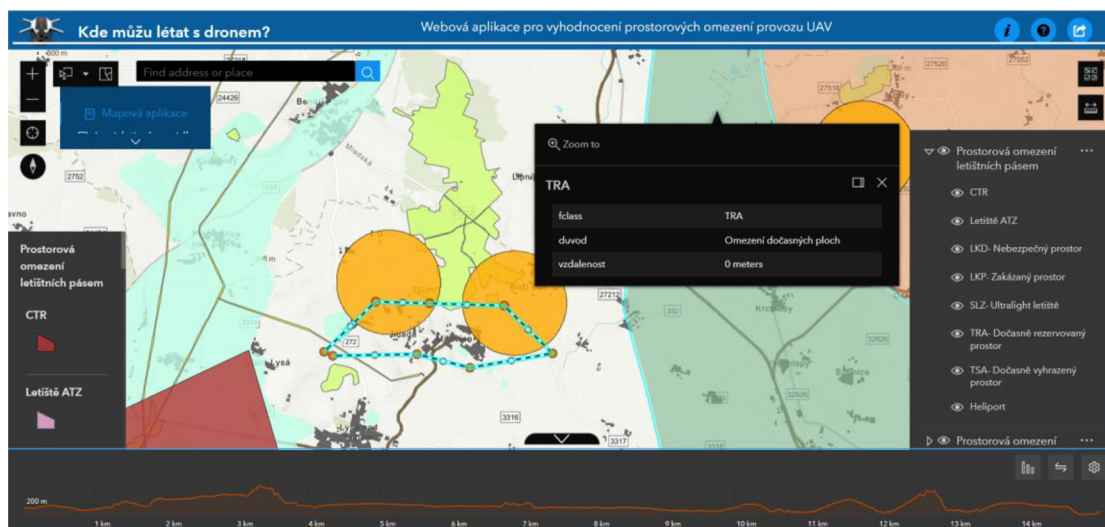 Kde můžu létat s dronem?
Webová aplikace pro vyhodnocení prostorových omezení provozu UAV
Find address or place
Mapová aplikace
24426
2752
Mladská
272
27212
3316
3317
3318
332
32826
27516
27520
27952
Lysá
Zoom to
TRA
fclass TRA
duvod Omezení dočasných ploch
vzdalenost 0 meters
Prostorová omezení letištních pásem
CTR
Letiště ATZ
Prostorová omezení
letištních pásem
CTR
Letiště ATZ
LKD- Nebezpečný prostor
LKP- Zakázaný prostor
SLZ- Ultralight letiště
TRA- Dočasně rezervovaný
prostor
TSA- Dočasně vyhrazený
prostor
Heliport
Prostorová omezení
200 m
1 km 2 km 3 km 4 km 5 km 6 km 7 km 8 km 9 km 10 km 11 km 12 km 13 km 14 km